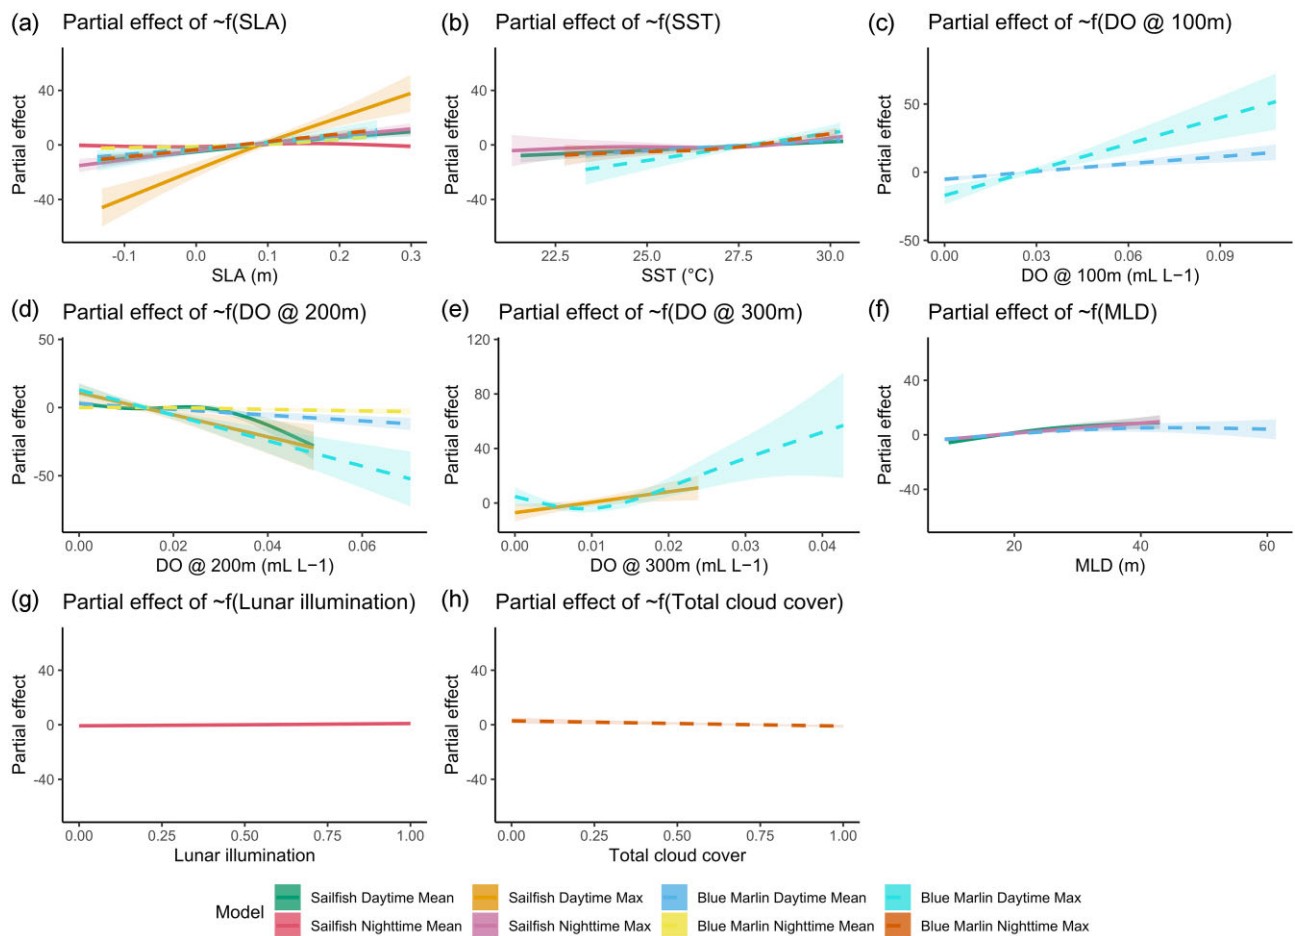 (a) Partial effect of ~f(SLA)
Partial effect
40
0
-40
-0.1 0.0 0.1 0.2 0.3
SLA (m)
(b) Partial effect of ~f(SST)
Partial effect
40
0
-40
22.5 25.0 27.5 30.0
SST (°C)
(c) Partial effect of ~f(DO @ 100m)
Partial effect
50
0
-50
0.00 0.03 0.06 0.09
DO @ 100m (mL L−1)
(d) Partial effect of ~f(DO @ 200m)
Partial effect
50
0
-50
0.00 0.02 0.04 0.06
DO @ 200m (mL L−1)
(e) Partial effect of ~f(DO @ 300m)
Partial effect
120
80
40
0
0.00 0.01 0.02 0.03 0.04
DO @ 300m (mL L−1)
(f) Partial effect of ~f(MLD)
Partial effect
40
0
-40
20 40 60
MLD (m)
(g) Partial effect of ~f(Lunar illumination)
Partial effect
40
0
-40
0.00 0.25 0.50 0.75 1.00
Lunar illumination
(h) Partial effect of ~f(Total cloud cover)
Partial effect
40
0
-40
0.00 0.25 0.50 0.75 1.00
Total cloud cover
Model
Sailfish Daytime Mean Sailfish Daytime Max Blue Marlin Daytime Mean Blue Marlin Daytime Max
Sailfish Nighttime Mean Sailfish Nighttime Max Blue Marlin Nighttime Mean Blue Marlin Nighttime Max